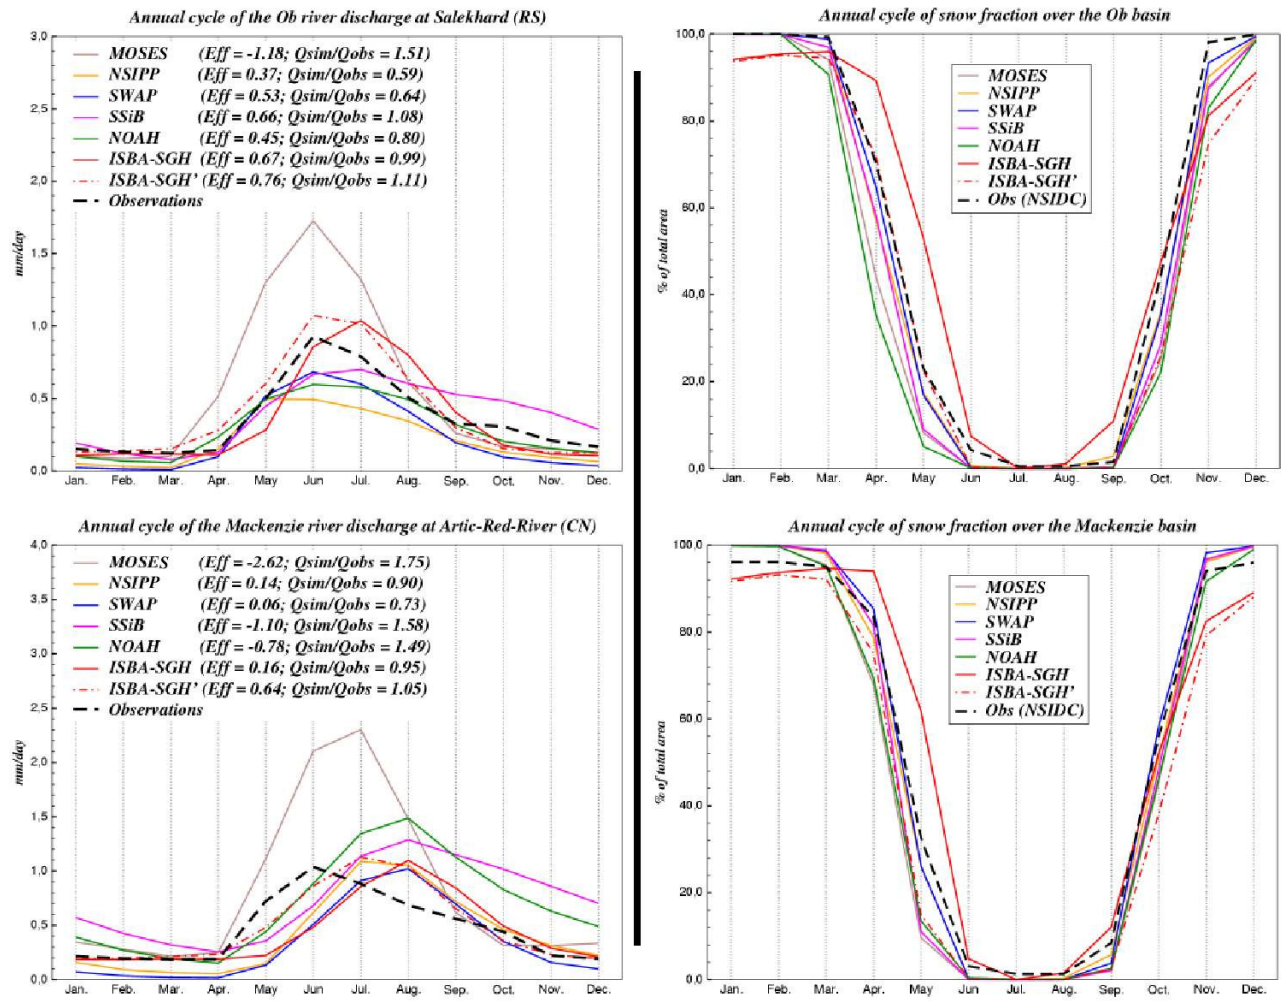 Annual cycle of the Ob river discharge at Salekhard (RS)
3,0
2,5
2,0
1,5
1,0
0,5
0,0
mm/day
MOSES (Eff = -1.18; Qsim/Qobs = 1.51)
NSIPP (Eff = 0.37; Qsim/Qobs = 0.59)
SWAP (Eff = 0.53; Qsim/Qobs = 0.64)
SSiB (Eff = 0.66; Qsim/Qobs = 1.08)
NOAH (Eff = 0.45; Qsim/Qobs = 0.80)
ISBA-SGH (Eff = 0.67; Qsim/Qobs = 0.99)
ISBA-SGH’ (Eff = 0.76; Qsim/Qobs = 1.11)
Observations
Jan. Feb. Mar. Apr. May Jun Jul. Aug. Sep. Oct. Nov. Dec.
Annual cycle of snow fraction over the Ob basin
100,0
80,0
60,0
40,0
20,0
0,0
% of total area
MOSES
NSIPP
SWAP
SSiB
NOAH
ISBA-SGH
ISBA-SGH’
Obs (NSIDC)
Jan. Feb. Mar. Apr. May Jun Jul. Aug. Sep. Oct. Nov. Dec.
Annual cycle of the Mackenzie river discharge at Artic-Red-River (CN)
4,0
3,5
3,0
2,5
2,0
1,5
1,0
0,5
0,0
mm/day
MOSES (Eff = -2.62; Qsim/Qobs = 1.75)
NSIPP (Eff = 0.14; Qsim/Qobs = 0.90)
SWAP (Eff = 0.06; Qsim/Qobs = 0.73)
SSiB (Eff = -1.10; Qsim/Qobs = 1.58)
NOAH (Eff = -0.78; Qsim/Qobs = 1.49)
ISBA-SGH (Eff = 0.16; Qsim/Qobs = 0.95)
ISBA-SGH’ (Eff = 0.64; Qsim/Qobs = 1.05)
Observations
Jan. Feb. Mar. Apr. May Jun Jul. Aug. Sep. Oct. Nov. Dec.
Annual cycle of snow fraction over the Mackenzie basin
100,0
80,0
60,0
40,0
20,0
0,0
% of total area
MOSES
NSIPP
SWAP
SSiB
NOAH
ISBA-SGH
ISBA-SGH’
Obs (NSIDC)
Jan. Feb. Mar. Apr. May Jun Jul. Aug. Sep. Oct. Nov. Dec.